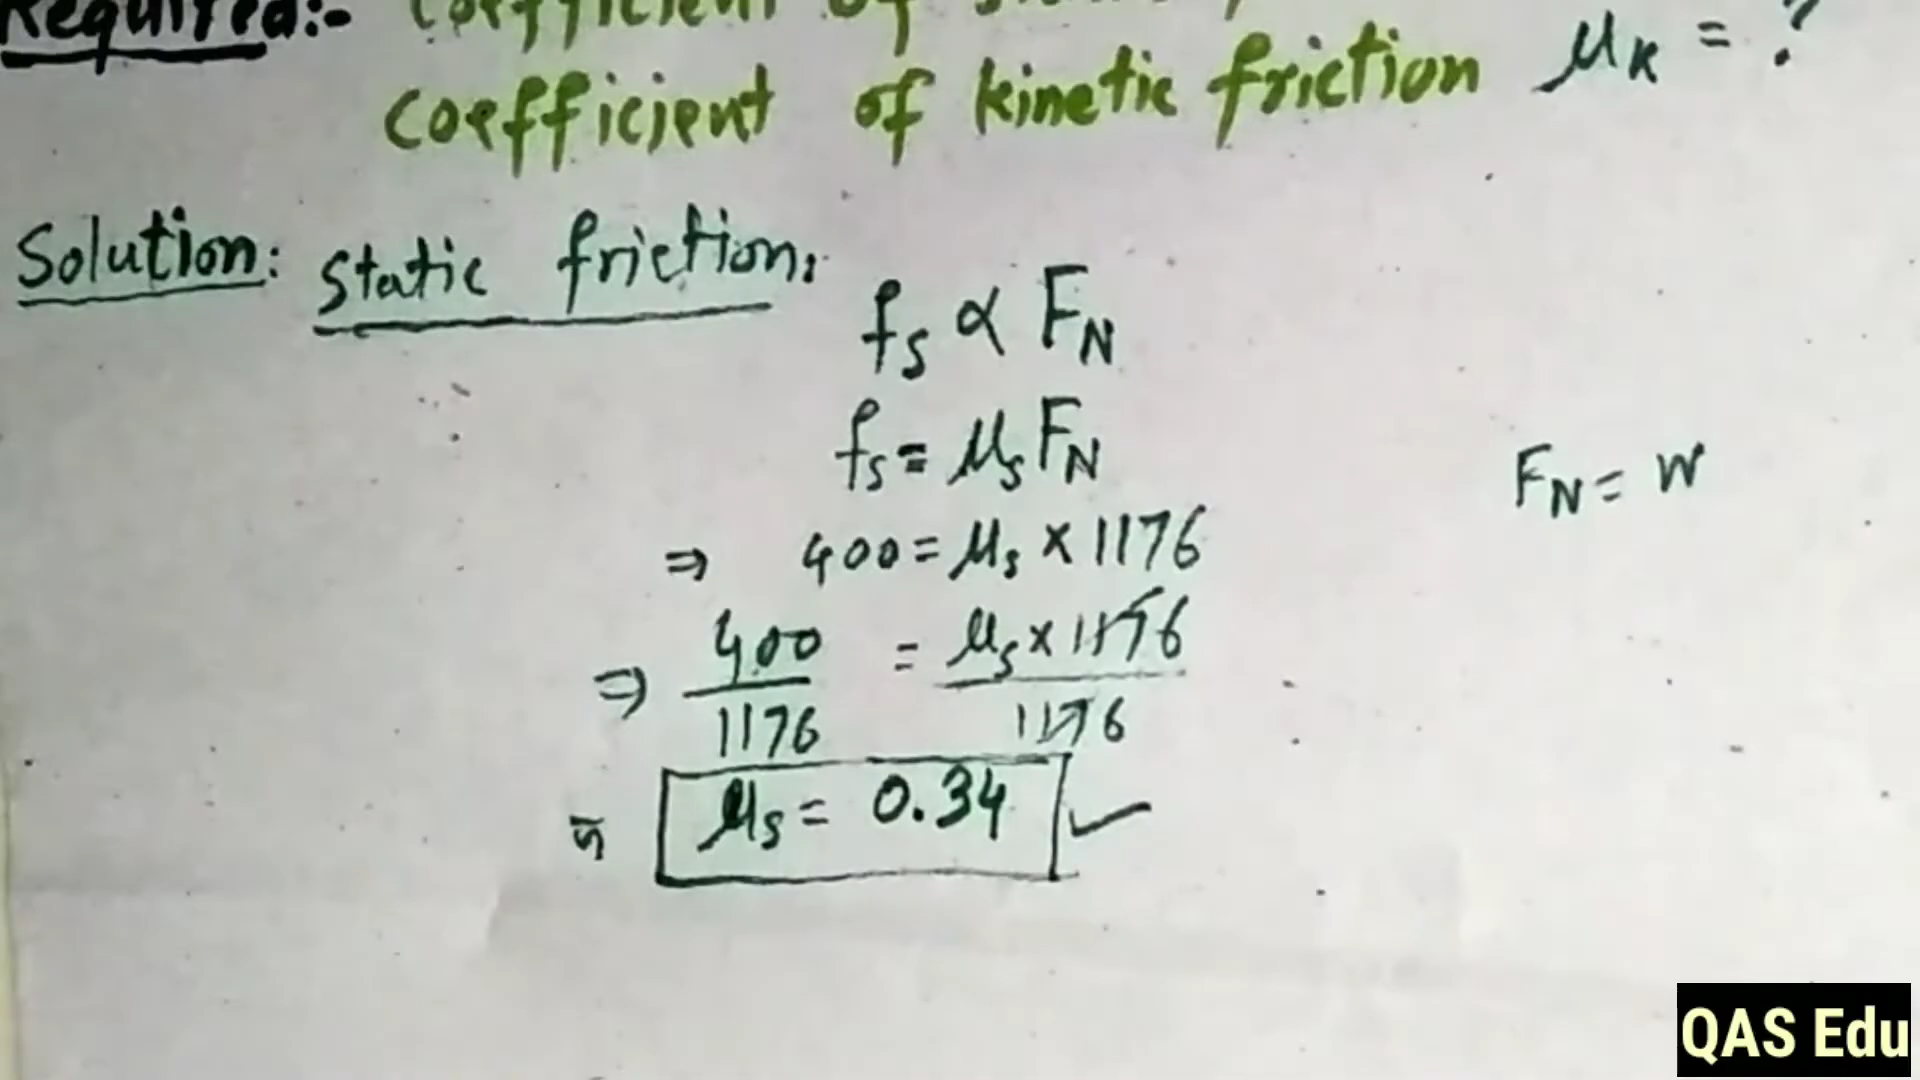 Required:-
coefficient of kinetic friction μK = ?
Solution: Static friction:
fs ∝ FN
fs = μs FN
FN = W
⇒ 400 = μs × 1176
⇒ 400/1176 = μs × 1176/1176
μs = 0.34 ✓
QAS Edu